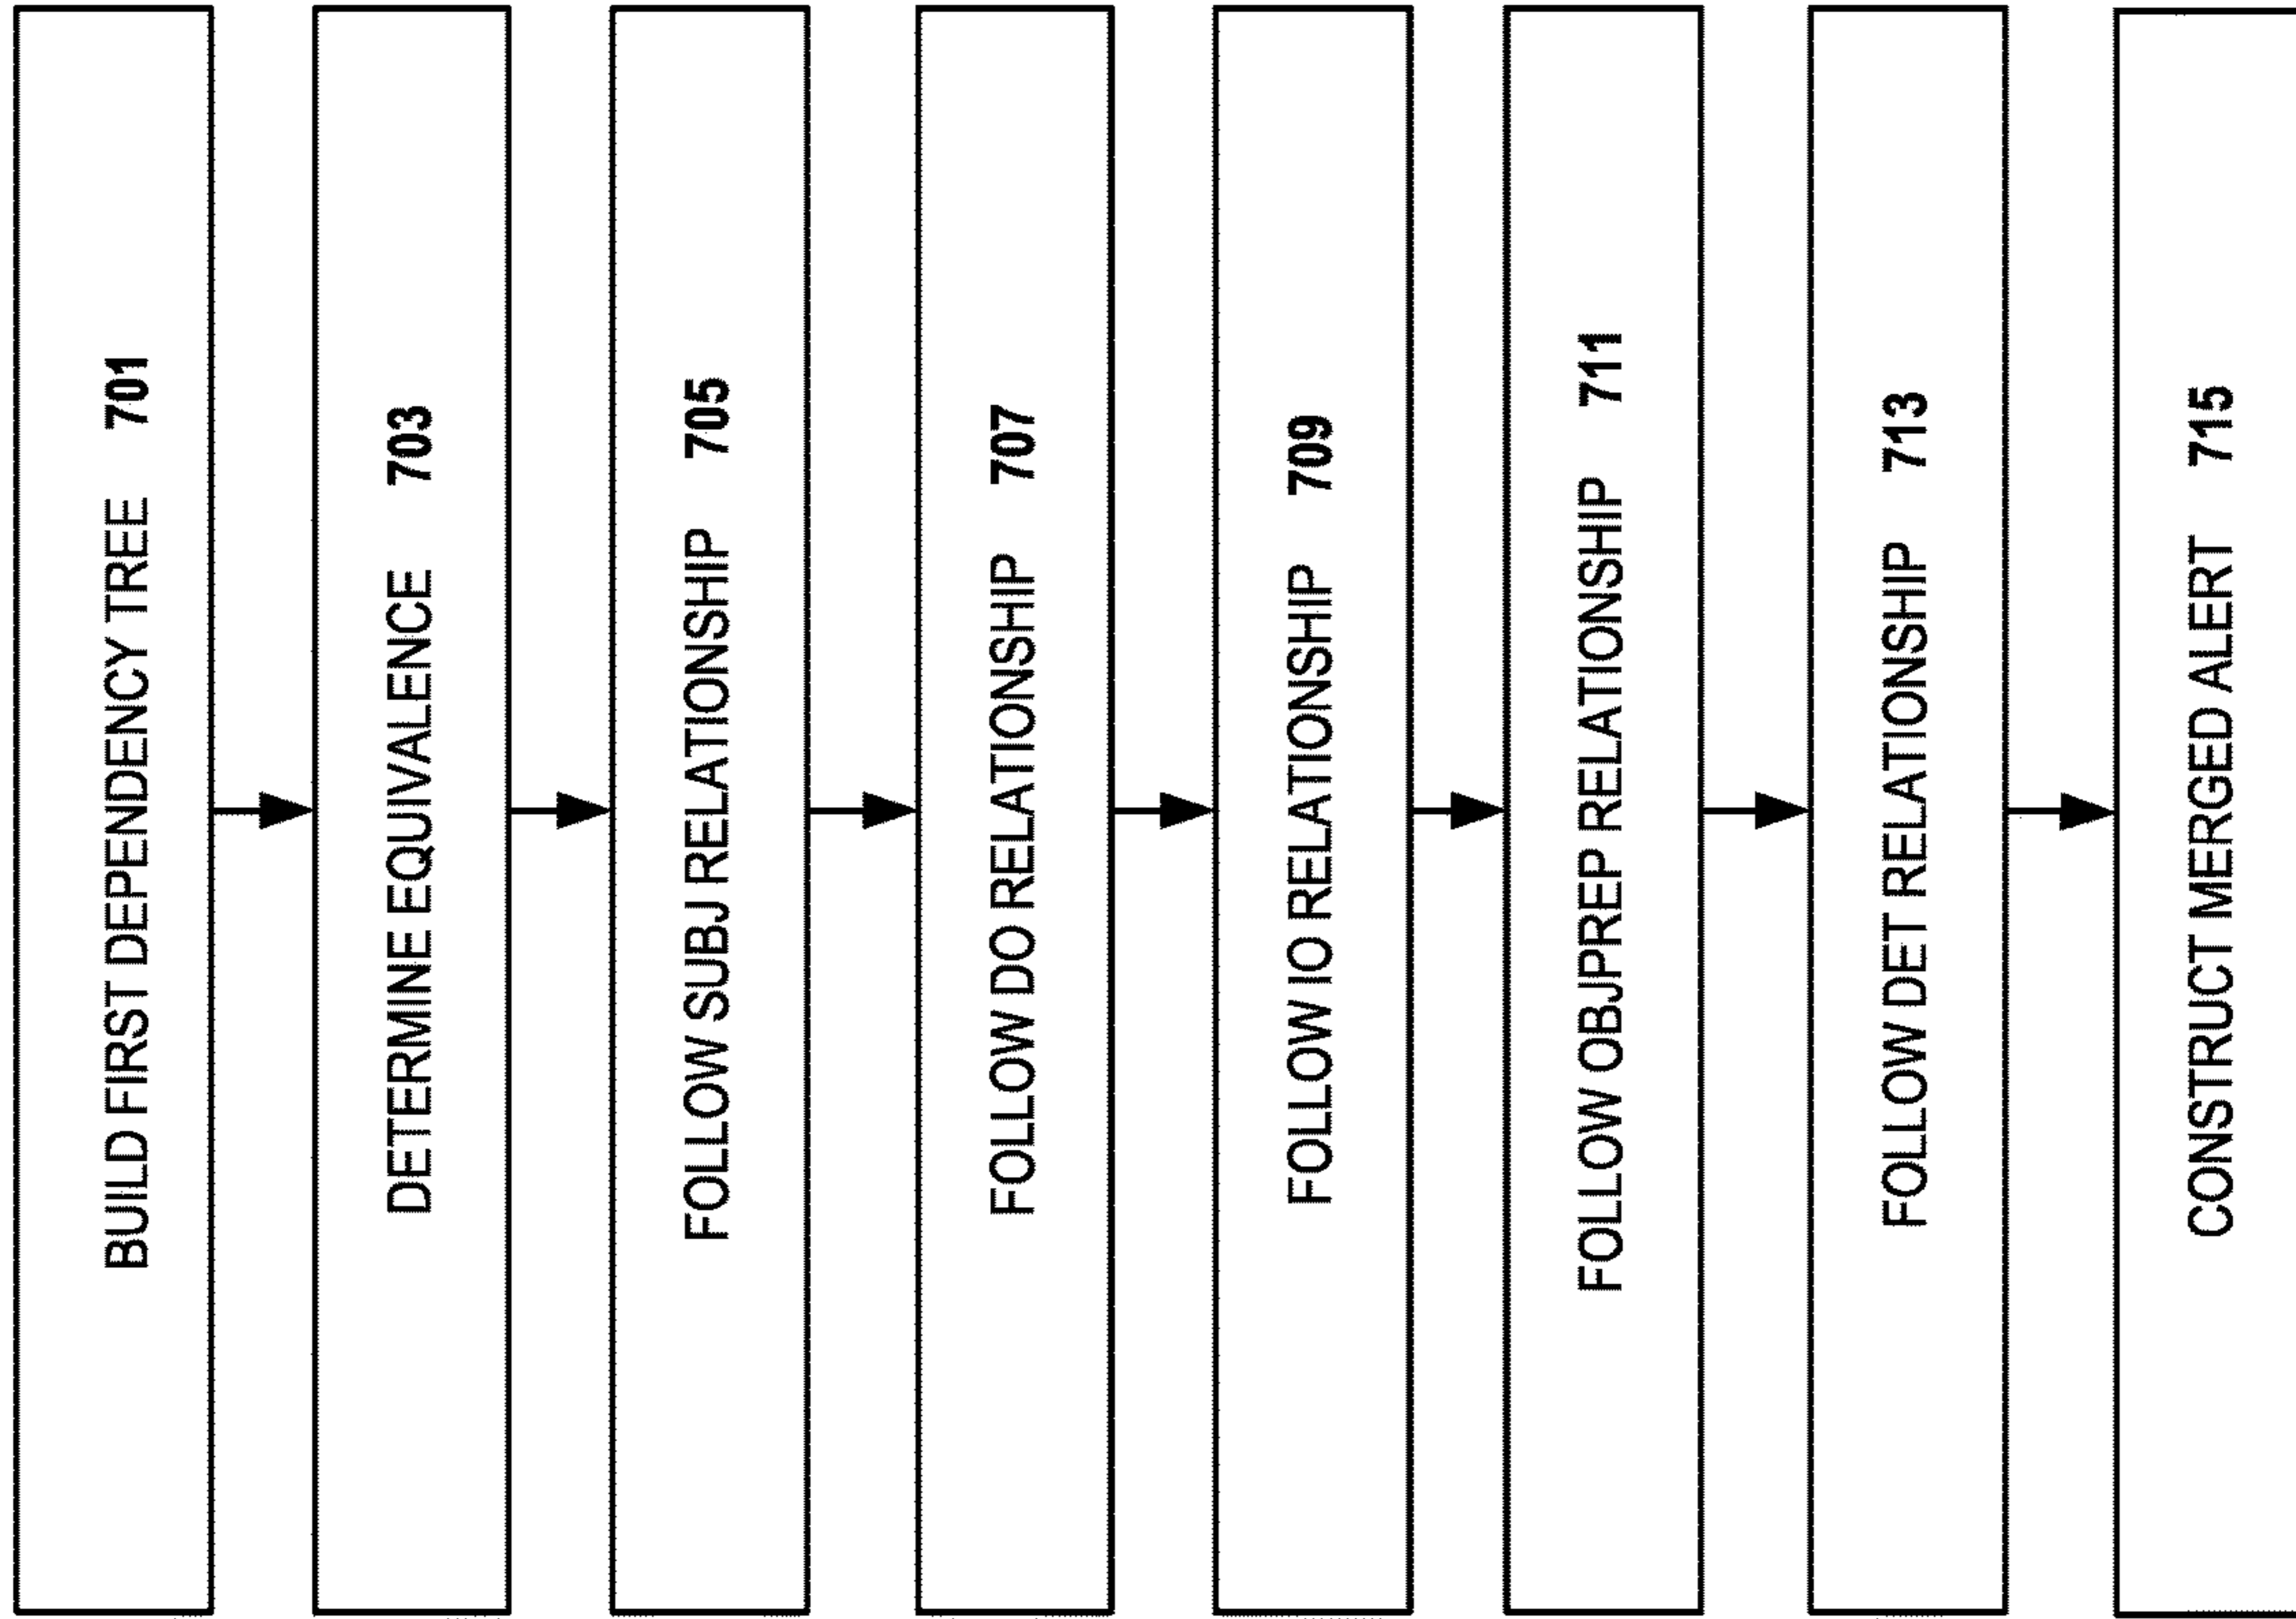 BUILD FIRST DEPENDENCY TREE 701
DETERMINE EQUIVALENCE 703
FOLLOW SUBJ RELATIONSHIP 705
FOLLOW DO RELATIONSHIP 707
FOLLOW IO RELATIONSHIP 709
FOLLOW OBJPREP RELATIONSHIP 711
FOLLOW DET RELATIONSHIP 713
CONSTRUCT MERGED ALERT 715